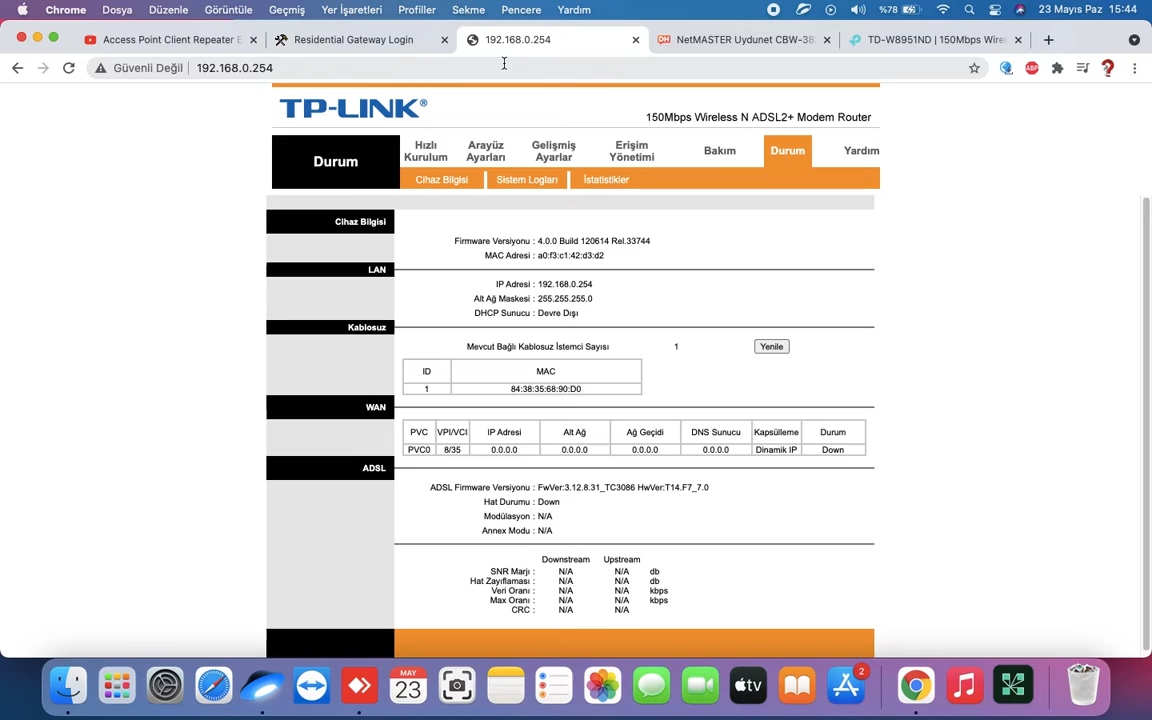 Chrome Dosya Düzenle Görüntüle Geçmiş Yer İşaretleri Profiller Sekme Pencere Yardım %78 23 Mayıs Paz 15:44
Access Point Client Repeater E Residential Gateway Login 192.168.0.254 DH NetMASTER Uydunet CBW-38 TD-W8951ND | 150Mbps Wirel
Güvenli Değil 192.168.0.254 ABP
TP-LINK®
150Mbps Wireless N ADSL2+ Modem Router
Durum
Hızlı Kurulum Arayüz Ayarları Gelişmiş Ayarlar Erişim Yönetimi Bakım Durum Yardım
Cihaz Bilgisi Sistem Logları İstatistikler
Cihaz Bilgisi
Firmware Versiyonu : 4.0.0 Build 120614 Rel.33744
MAC Adresi : a0:f3:c1:42:d3:d2
LAN
IP Adresi : 192.168.0.254
Alt Ağ Maskesi : 255.255.255.0
DHCP Sunucu : Devre Dışı
Kablosuz
Mevcut Bağlı Kablosuz İstemci Sayısı 1 Yenile
ID MAC
1 84:38:35:68:90:D0
WAN
PVC VPI/VCI IP Adresi Alt Ağ Ağ Geçidi DNS Sunucu Kapsülleme Durum
PVC0 8/35 0.0.0.0 0.0.0.0 0.0.0.0 0.0.0.0 Dinamik IP Down
ADSL
ADSL Firmware Versiyonu : FwVer:3.12.8.31_TC3086 HwVer:T14.F7_7.0
Hat Durumu : Down
Modülasyon : N/A
Annex Modu : N/A
Downstream Upstream
SNR Marjı : N/A N/A db
Hat Zayıflaması : N/A N/A db
Veri Oranı : N/A N/A kbps
Max Oranı : N/A N/A kbps
CRC : N/A N/A
MAY
23
tv
2